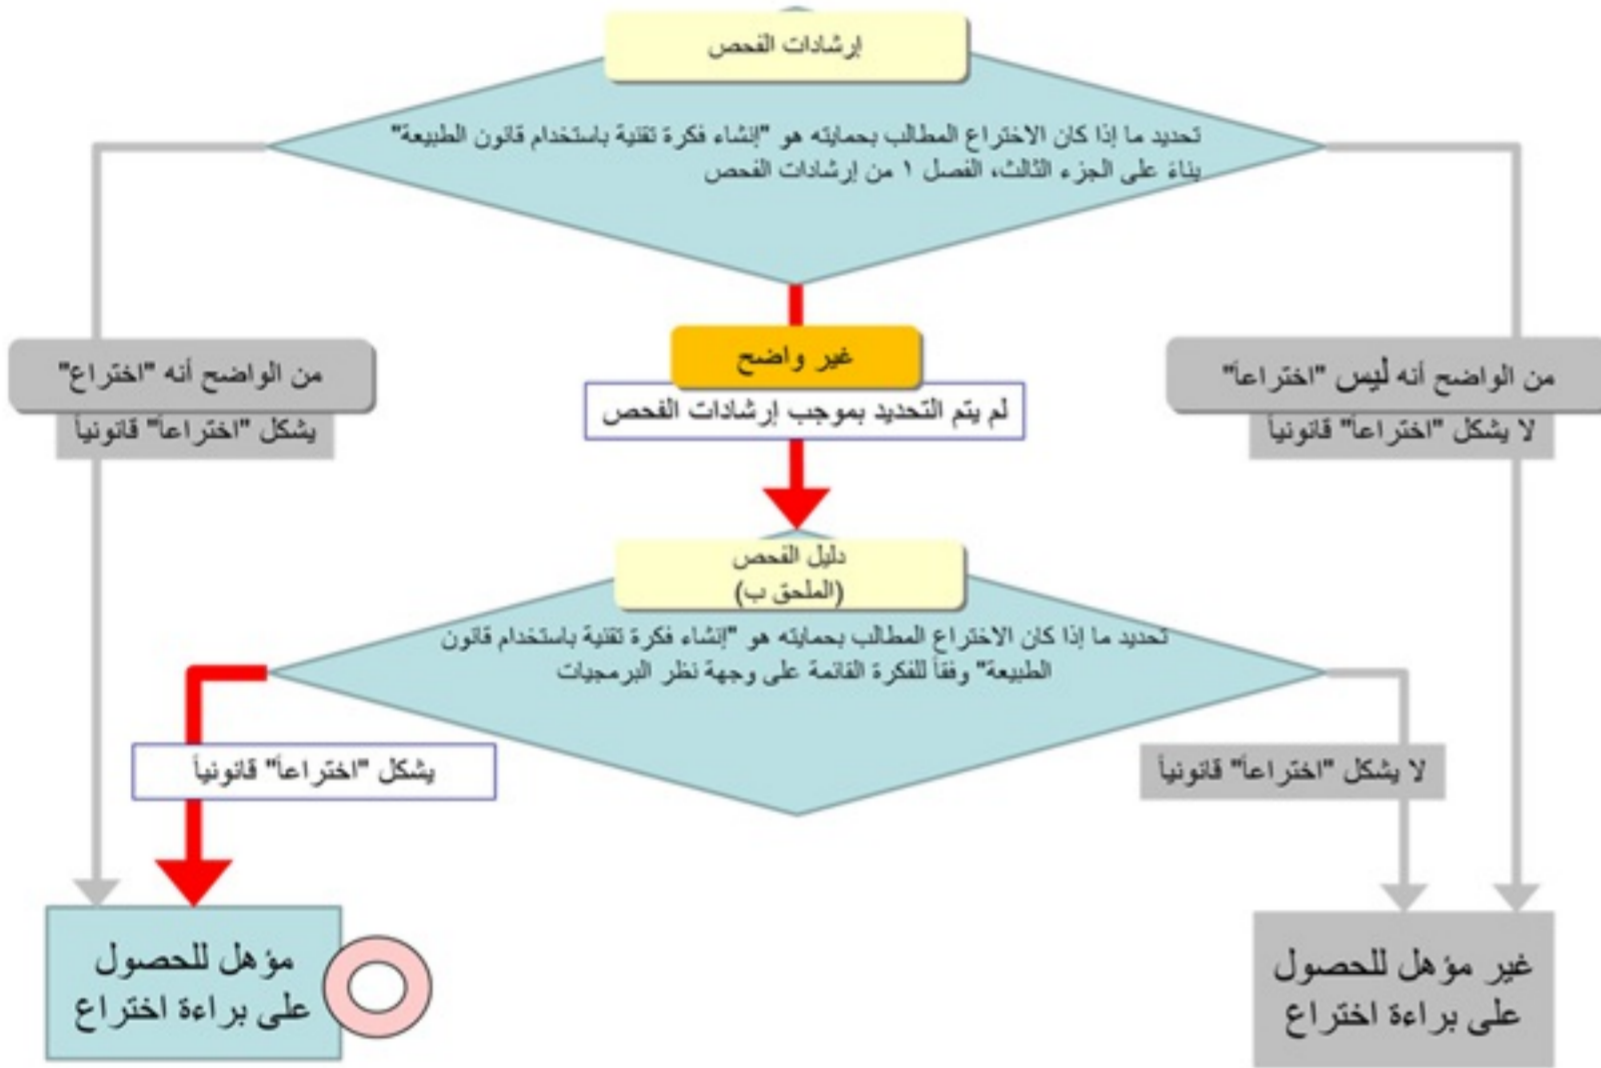 إرشادات الفحص
تحديد ما إذا كان الاختراع المطالب بحمايته هو "إنشاء فكرة تقنية باستخدام قانون الطبيعة"
بناءً على الجزء الثالث، الفصل ١ من إرشادات الفحص
من الواضح أنه ليس "اختراعاً"
لا يشكل "اختراعاً" قانونياً
غير واضح
لم يتم التحديد بموجب إرشادات الفحص
من الواضح أنه "اختراع"
يشكل "اختراعاً" قانونياً
دليل الفحص
(الملحق ب)
تحديد ما إذا كان الاختراع المطالب بحمايته هو "إنشاء فكرة تقنية باستخدام قانون
الطبيعة" وفقاً للفكرة القائمة على وجهة نظر البرمجيات
لا يشكل "اختراعاً" قانونياً
يشكل "اختراعاً" قانونياً
غير مؤهل للحصول
على براءة اختراع
مؤهل للحصول
على براءة اختراع